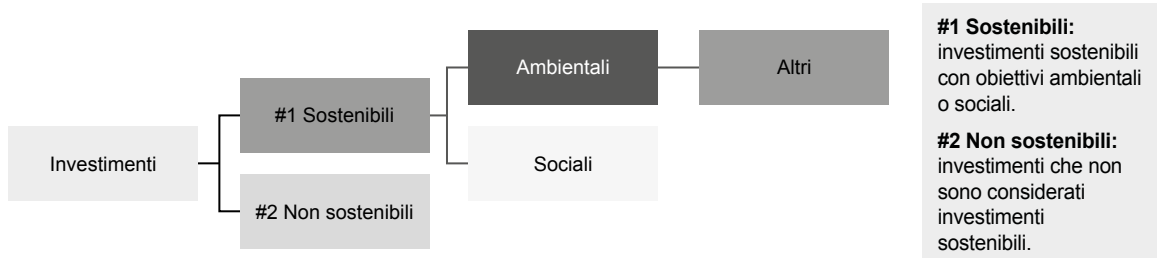 Investimenti
#1 Sostenibili
#2 Non sostenibili
Ambientali
Sociali
Altri
#1 Sostenibili:
investimenti sostenibili
con obiettivi ambientali
o sociali.
#2 Non sostenibili:
investimenti che non
sono considerati
investimenti
sostenibili.